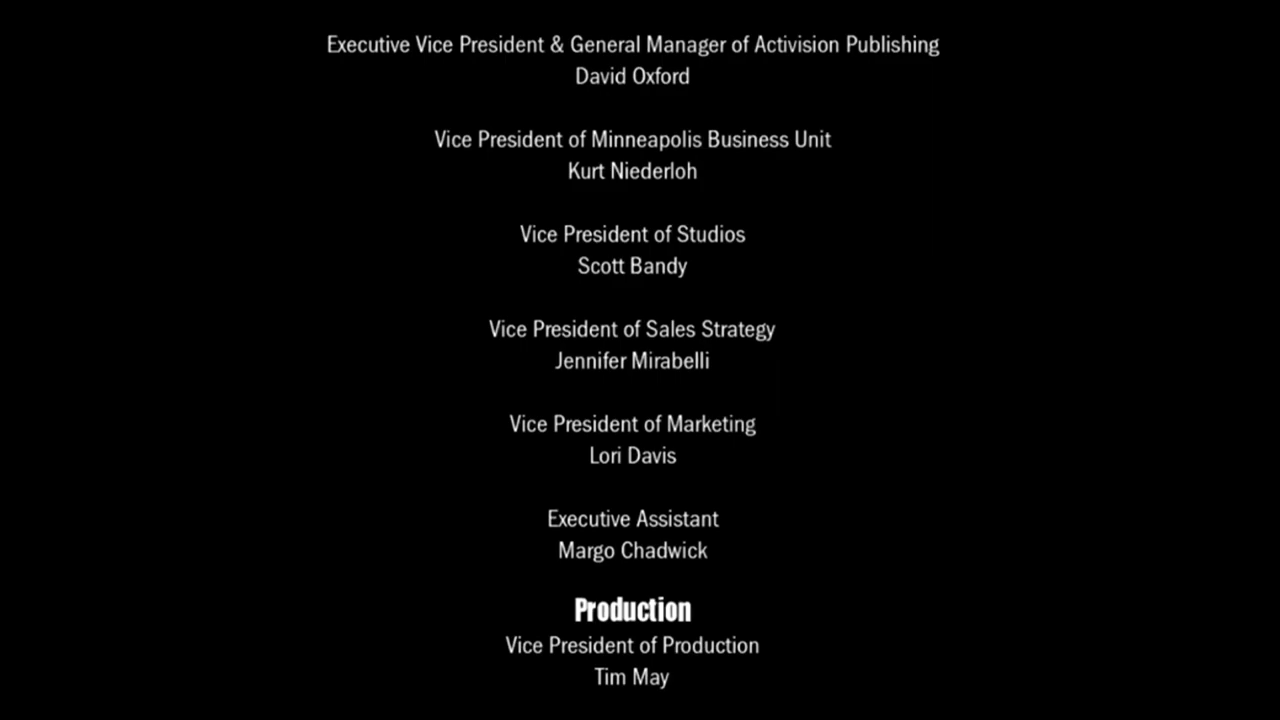 Executive Vice President & General Manager of Activision Publishing
David Oxford
Vice President of Minneapolis Business Unit
Kurt Niederloh
Vice President of Studios
Scott Bandy
Vice President of Sales Strategy
Jennifer Mirabelli
Vice President of Marketing
Lori Davis
Executive Assistant
Margo Chadwick
Production
Vice President of Production
Tim May